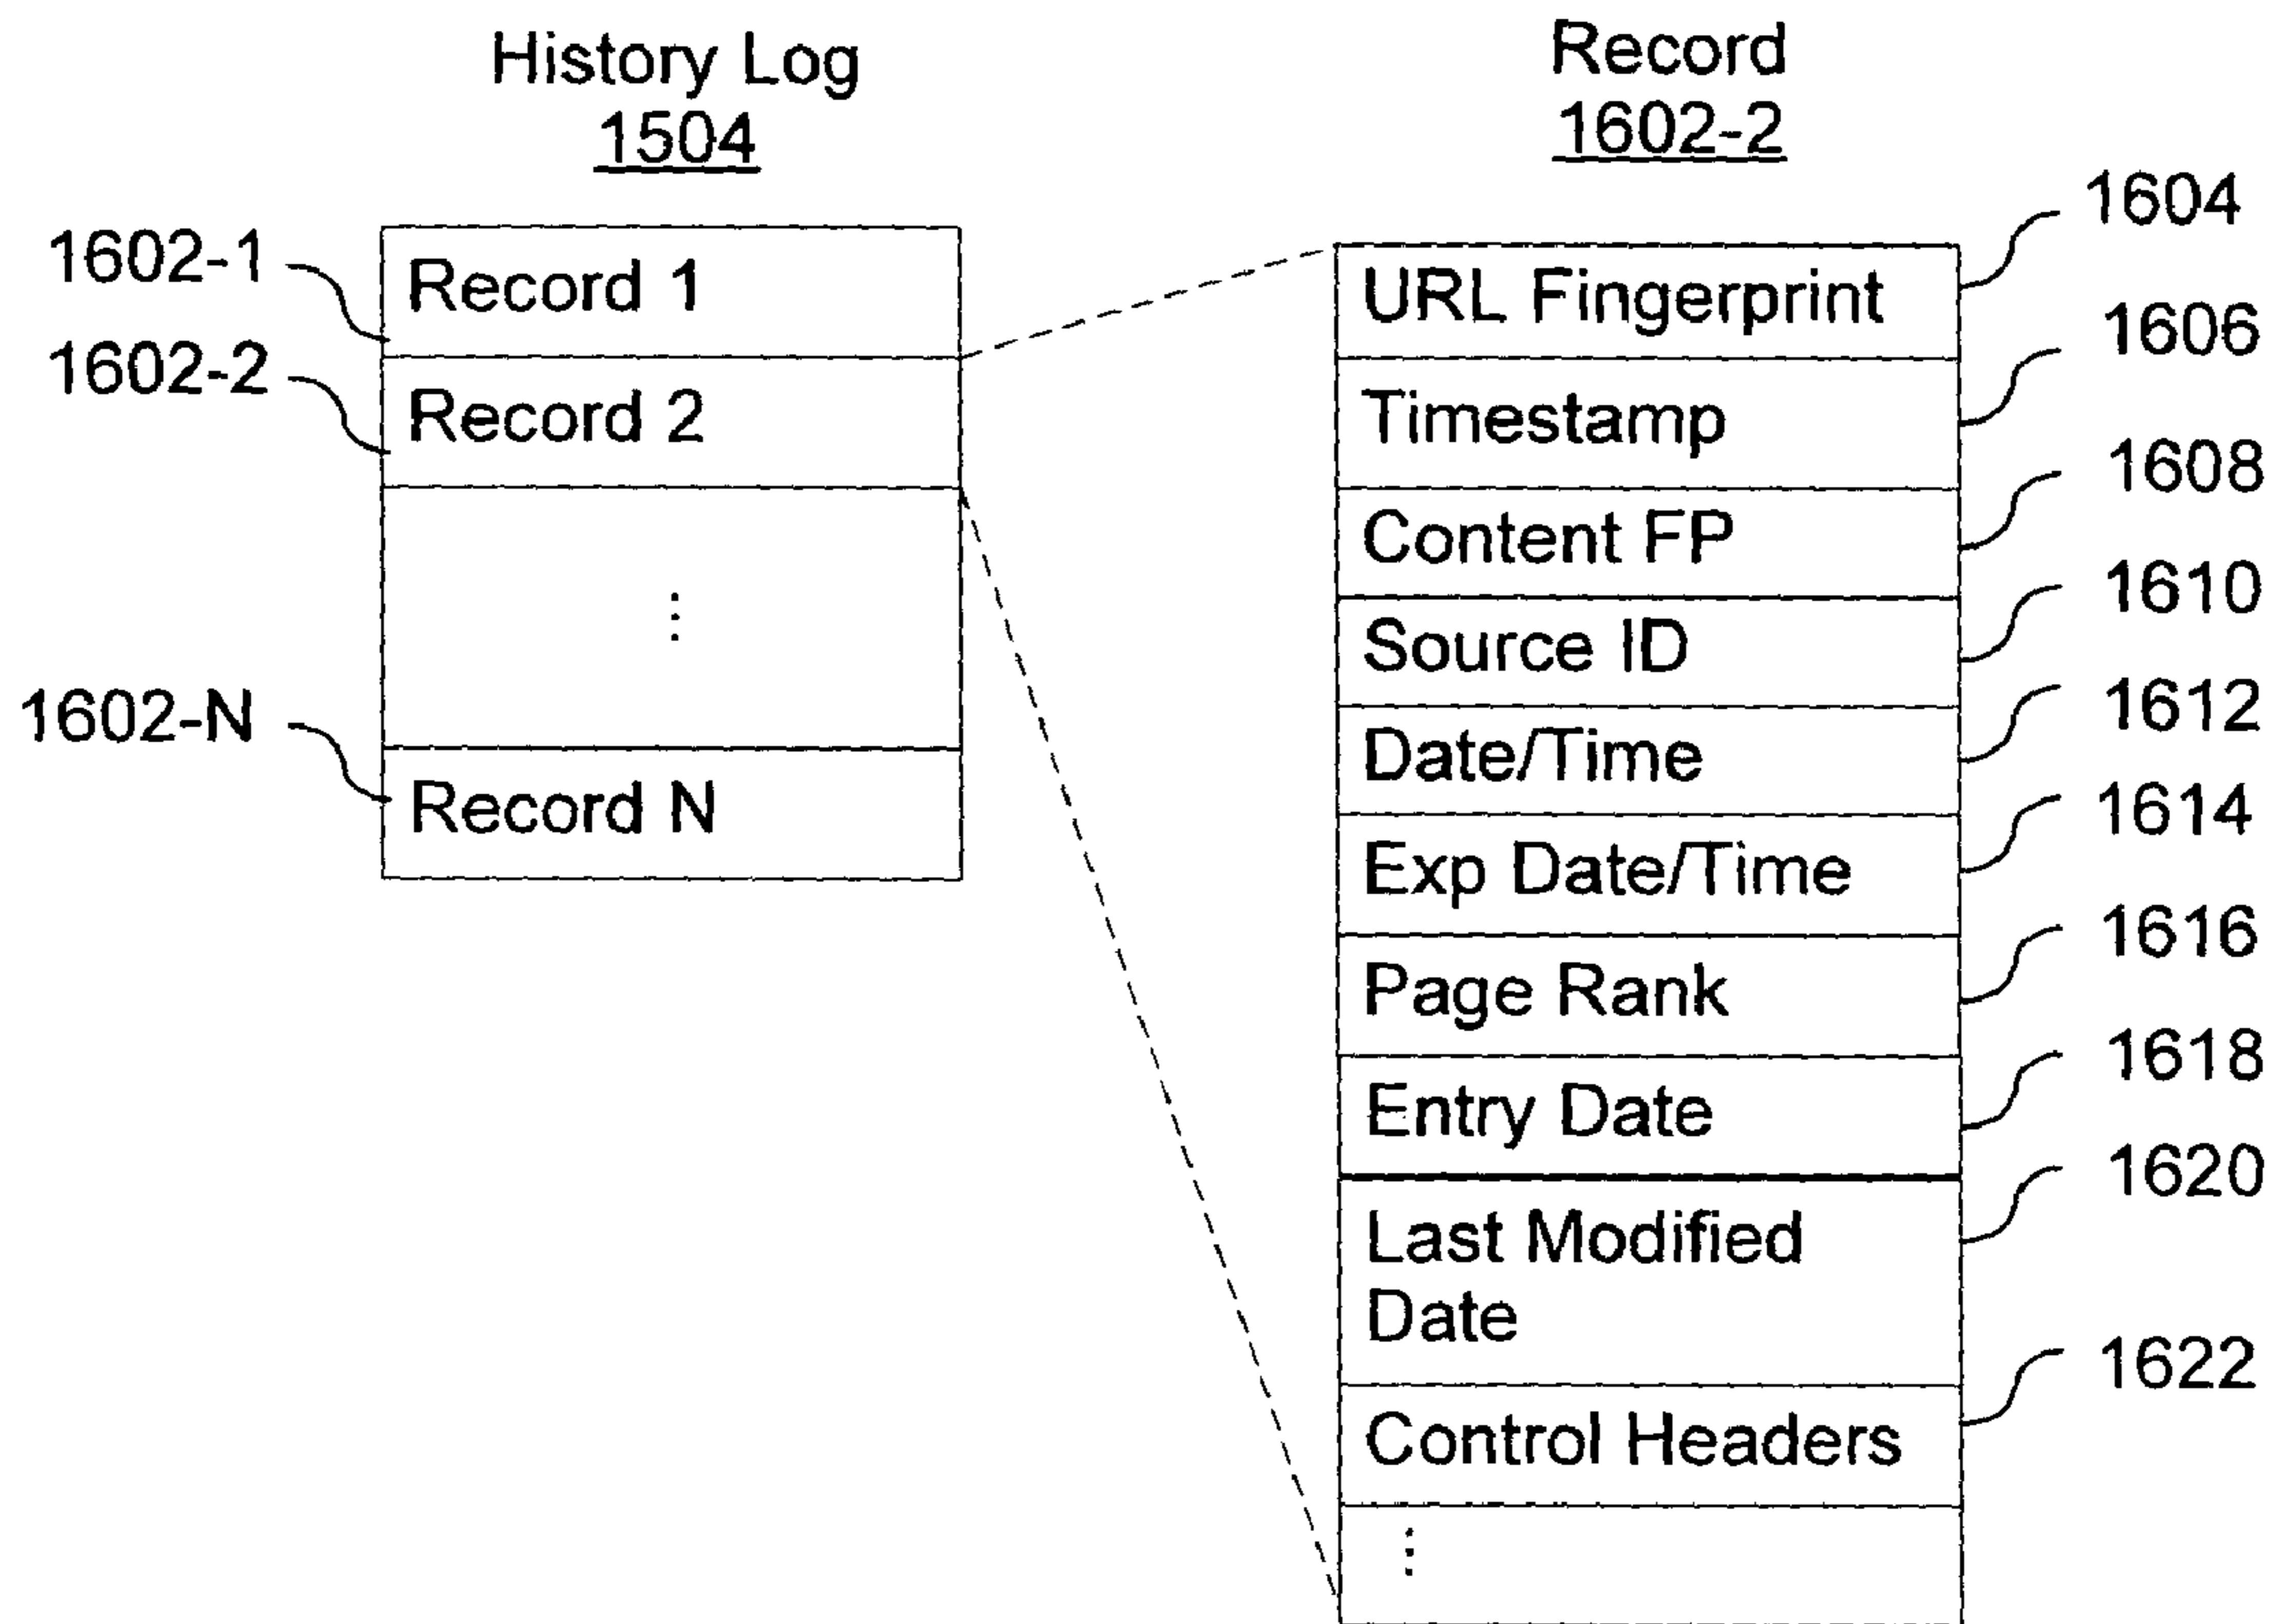 History Log
1504
1602-1
Record 1
1602-2
Record 2
⋮
1602-N
Record N
Record
1602-2
URL Fingerprint
1604
Timestamp
1606
Content FP
1608
Source ID
1610
Date/Time
1612
Exp Date/Time
1614
Page Rank
1616
Entry Date
1618
Last Modified
Date
1620
Control Headers
1622
⋮